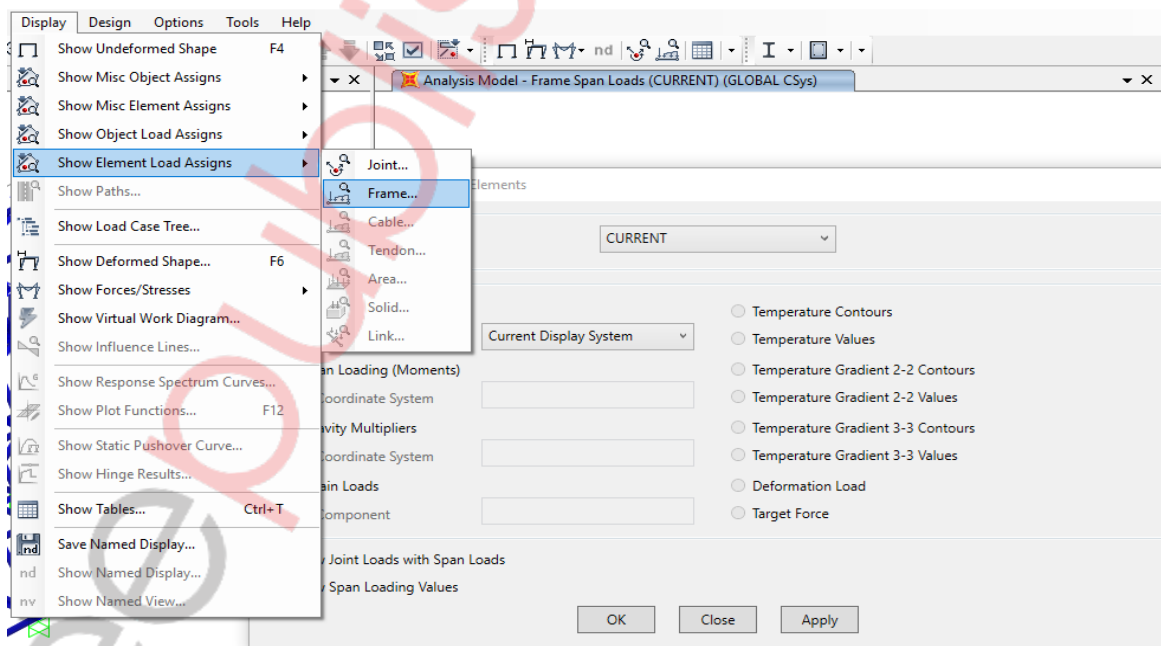 Display Design Options Tools Help
Show Undeformed Shape F4
nd
Show Misc Object Assigns
Analysis Model - Frame Span Loads (CURRENT) (GLOBAL CSys)
Show Misc Element Assigns
Show Object Load Assigns
Show Element Load Assigns
Joint...
Show Paths...
Frame...
Elements
Show Load Case Tree...
Cable...
CURRENT
Show Deformed Shape... F6
Tendon...
Show Forces/Stresses
Area...
Show Virtual Work Diagram...
Solid...
Temperature Contours
Show Influence Lines...
Link...
Current Display System
Temperature Values
Show Response Spectrum Curves...
an Loading (Moments)
Temperature Gradient 2-2 Contours
Show Plot Functions... F12
Coordinate System
Temperature Gradient 2-2 Values
Show Static Pushover Curve...
avity Multipliers
Temperature Gradient 3-3 Contours
Show Hinge Results...
Coordinate System
Temperature Gradient 3-3 Values
ain Loads
Deformation Load
Show Tables... Ctrl+T
Component
Target Force
nd Save Named Display...
nd Show Named Display...
Joint Loads with Span Loads
nv Show Named View...
Span Loading Values
OK Close Apply